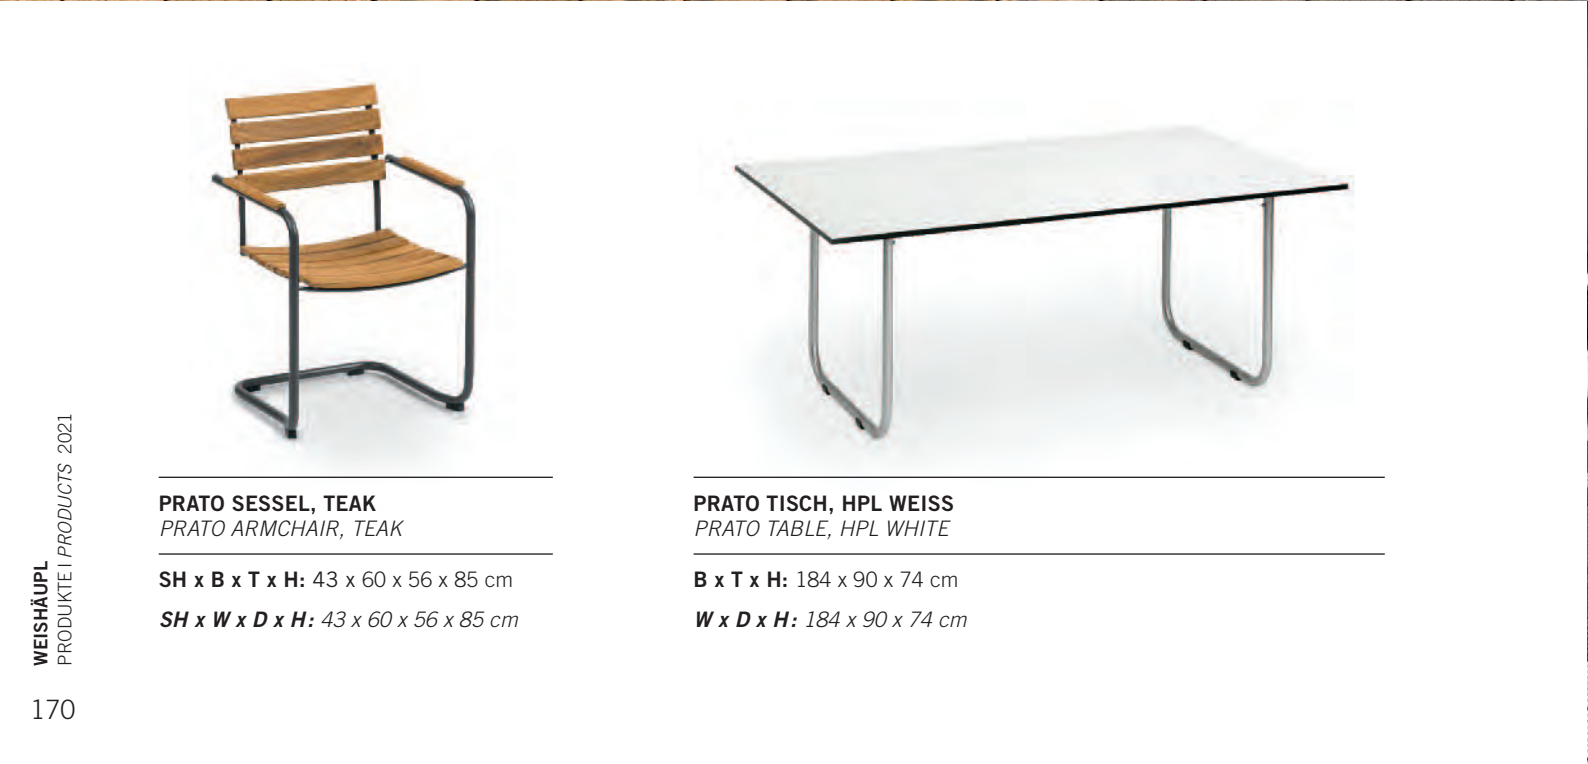 PRATO SESSEL, TEAK
PRATO ARMCHAIR, TEAK
SH x B x T x H: 43 x 60 x 56 x 85 cm
SH x W x D x H: 43 x 60 x 56 x 85 cm
PRATO TISCH, HPL WEISS
PRATO TABLE, HPL WHITE
B x T x H: 184 x 90 x 74 cm
W x D x H: 184 x 90 x 74 cm
WEISHÄUPL
PRODUKTE I PRODUCTS 2021
170